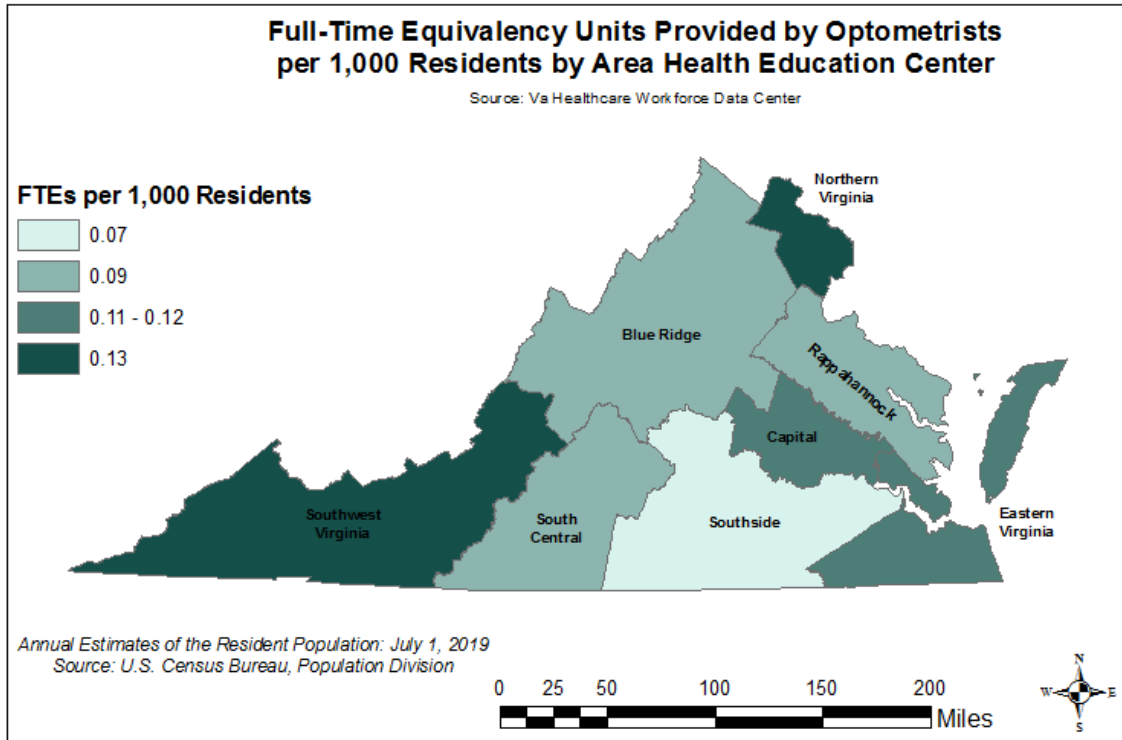 Full-Time Equivalency Units Provided by Optometrists
per 1,000 Residents by Area Health Education Center
Source: Va Healthcare Workforce Data Center
FTEs per 1,000 Residents
0.07
0.09
0.11 - 0.12
0.13
Northern
Virginia
Blue Ridge
Rappahannock
Capital
Southwest
Virginia
South
Central
Southside
Eastern
Virginia
Annual Estimates of the Resident Population: July 1, 2019
Source: U.S. Census Bureau, Population Division
0 25 50 100 150 200
Miles
N
W E
S